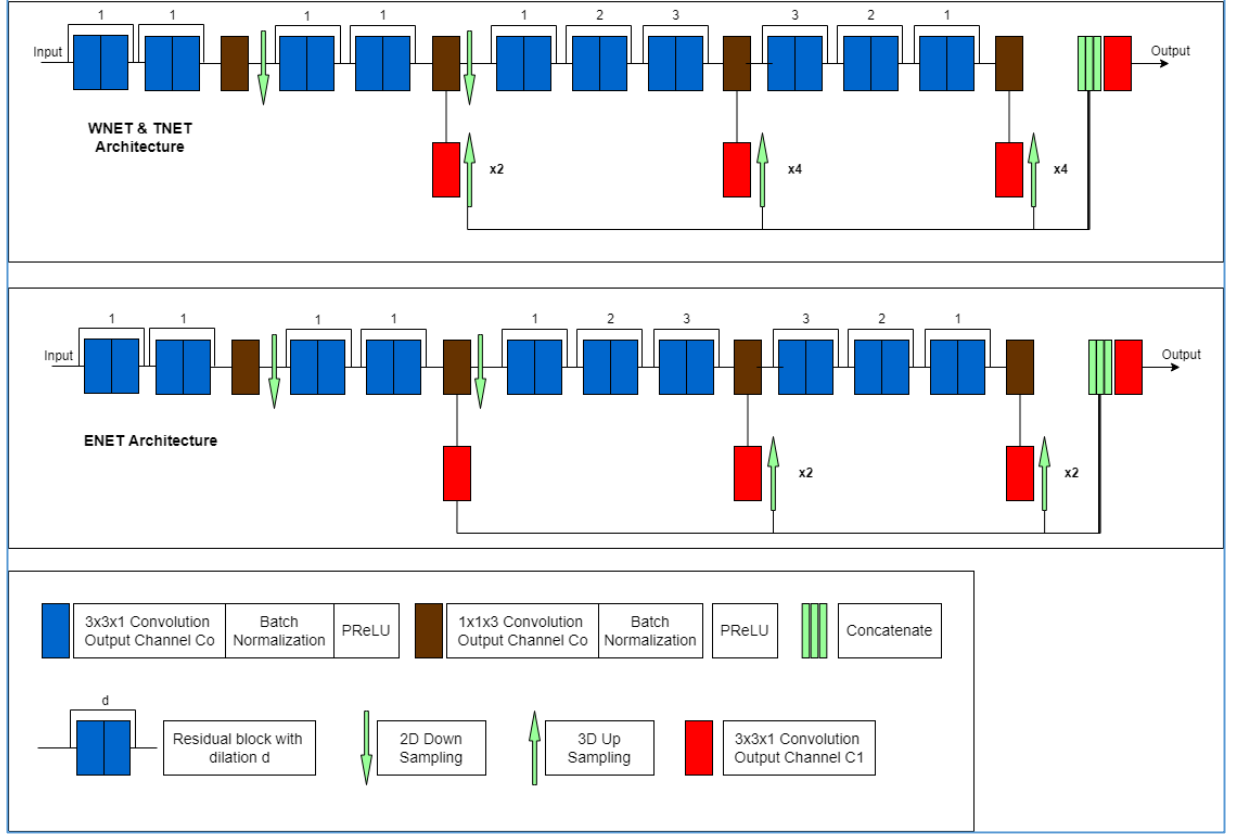 1 1 1 1 1 2 3 3 2 1
Input
Output
WNET & TNET
Architecture
x2
x4
x4
1 1 1 1 1 2 3 3 2 1
Input
Output
ENET Architecture
x2
x2
3x3x1 Convolution
Output Channel Co
Batch
Normalization
PReLU
1x1x3 Convolution
Output Channel Co
Batch
Normalization
PReLU
Concatenate
d
Residual block with
dilation d
2D Down
Sampling
3D Up
Sampling
3x3x1 Convolution
Output Channel C1